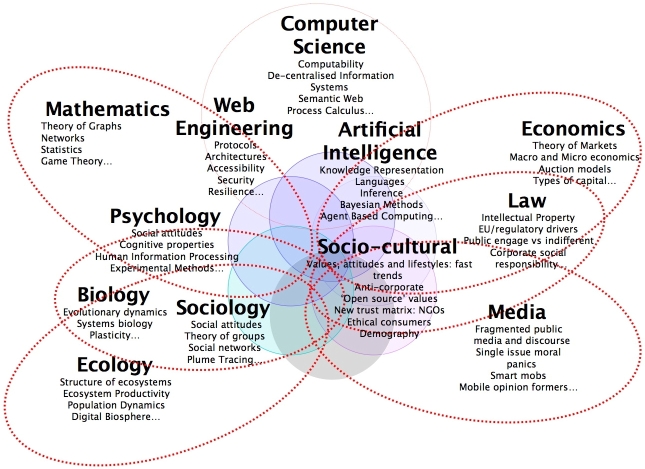 Computer
Science
Computability
De-centralised Information
Systems
Semantic Web
Process Calculus...
Mathematics
Theory of Graphs
Networks
Statistics
Game Theory...
Web
Engineering
Protocols
Architectures
Accessibility
Security
Resilience...
Artificial
Intelligence
Knowledge Representation
Languages
Inference
Bayesian Methods
Agent Based Computing...
Economics
Theory of Markets
Macro and Micro economics
Auction models
Types of capital...
Law
Intellectual Property
EU/regulatory drivers
Public engage vs indifferent
Corporate social
responsibility
Psychology
Social attitudes
Cognitive properties
Human Information Processing
Experimental Methods...
Socio-cultural
Values, attitudes and lifestyles: fast
trends
Anti-corporate
'Open source' values
New trust matrix: NGOs
Ethical consumers
Demography
Biology
Evolutionary dynamics
Systems biology
Plasticity...
Sociology
Social attitudes
Theory of groups
Social networks
Plume Tracing...
Media
Fragmented public
media and discourse
Single issue moral
panics
Smart mobs
Mobile opinion formers...
Ecology
Structure of ecosystems
Ecosystem Productivity
Population Dynamics
Digital Biosphere...